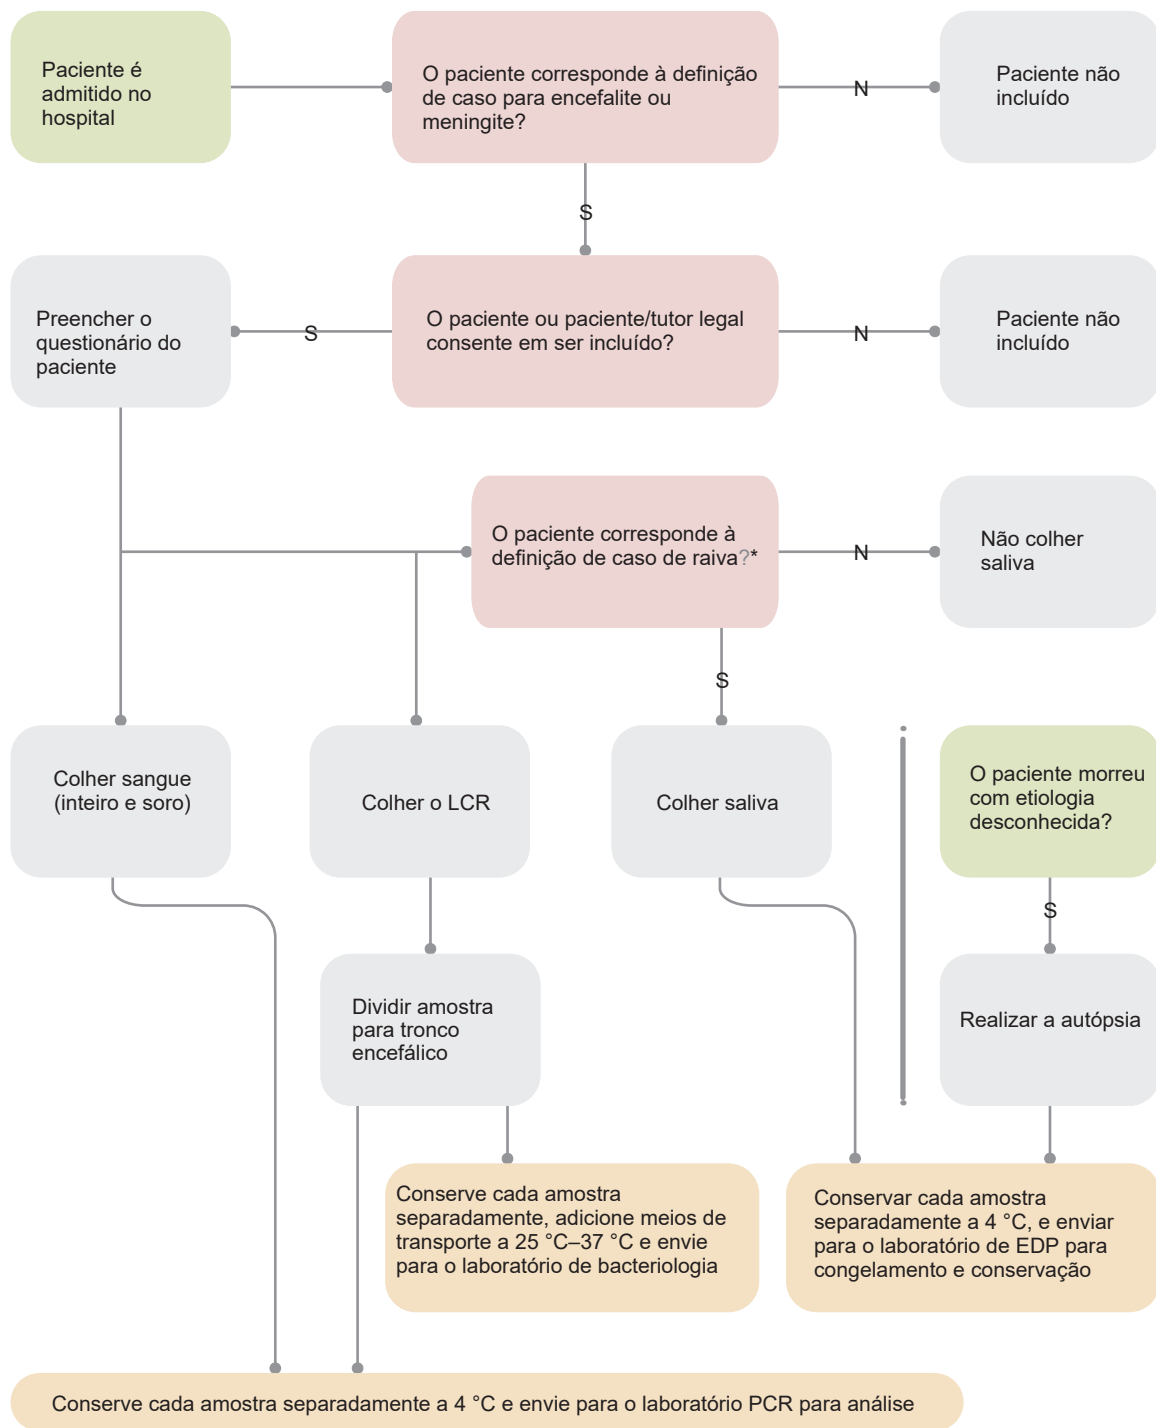 Paciente é
admitido no
hospital
O paciente corresponde à definição
de caso para encefalite ou
meningite?
N
Paciente não
incluído
S
Preencher o
questionário do
paciente
S
O paciente ou paciente/tutor legal
consente em ser incluído?
N
Paciente não
incluído
O paciente corresponde à
definição de caso de raiva?*
N
Não colher
saliva
S
Colher sangue
(inteiro e soro)
Colher o LCR
Colher saliva
O paciente morreu
com etiologia
desconhecida?
S
Dividir amostra
para tronco
encefálico
Realizar a autópsia
Conserve cada amostra
separadamente, adicione meios de
transporte a 25 °C–37 °C e envie
para o laboratório de bacteriologia
Conservar cada amostra
separadamente a 4 °C, e enviar
para o laboratório de EDP para
congelamento e conservação
Conserve cada amostra separadamente a 4 °C e envie para o laboratório PCR para análise